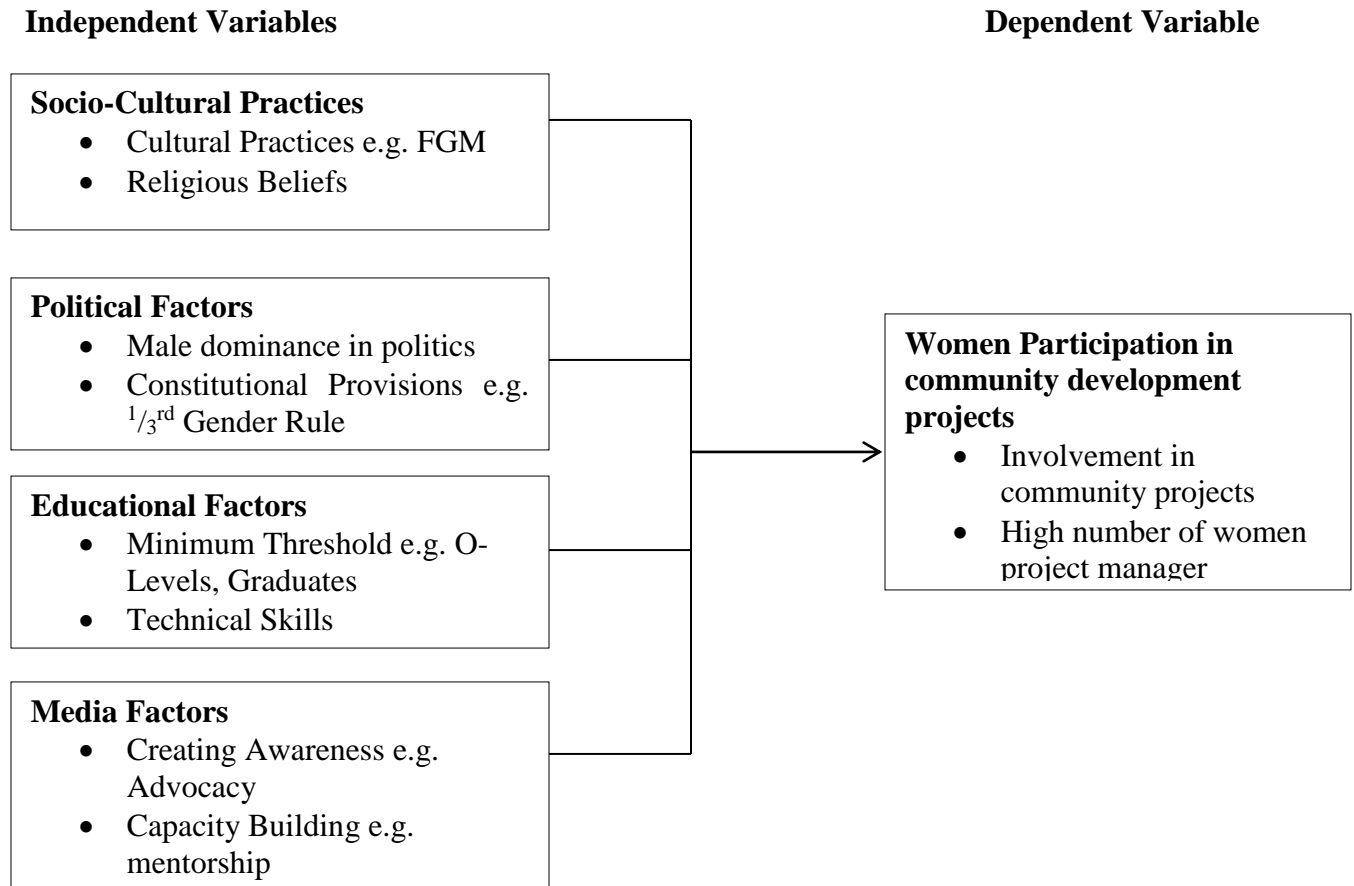 Independent Variables
Dependent Variable
Socio-Cultural Practices
• Cultural Practices e.g. FGM
• Religious Beliefs
Political Factors
• Male dominance in politics
• Constitutional Provisions e.g.
1/3rd Gender Rule
Educational Factors
• Minimum Threshold e.g. O-
Levels, Graduates
• Technical Skills
Media Factors
• Creating Awareness e.g.
Advocacy
• Capacity Building e.g.
mentorship
Women Participation in
community development
projects
• Involvement in
community projects
• High number of women
project manager